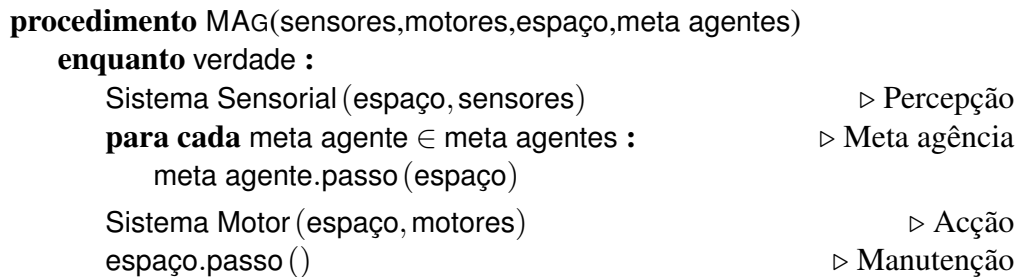 procedimento MAG(sensores,motores,espaço,meta agentes)
enquanto verdade :
Sistema Sensorial (espaço, sensores) ▷ Percepção
para cada meta agente ∈ meta agentes : ▷ Meta agência
meta agente.passo (espaço)
Sistema Motor (espaço, motores) ▷ Acção
espaço.passo () ▷ Manutenção